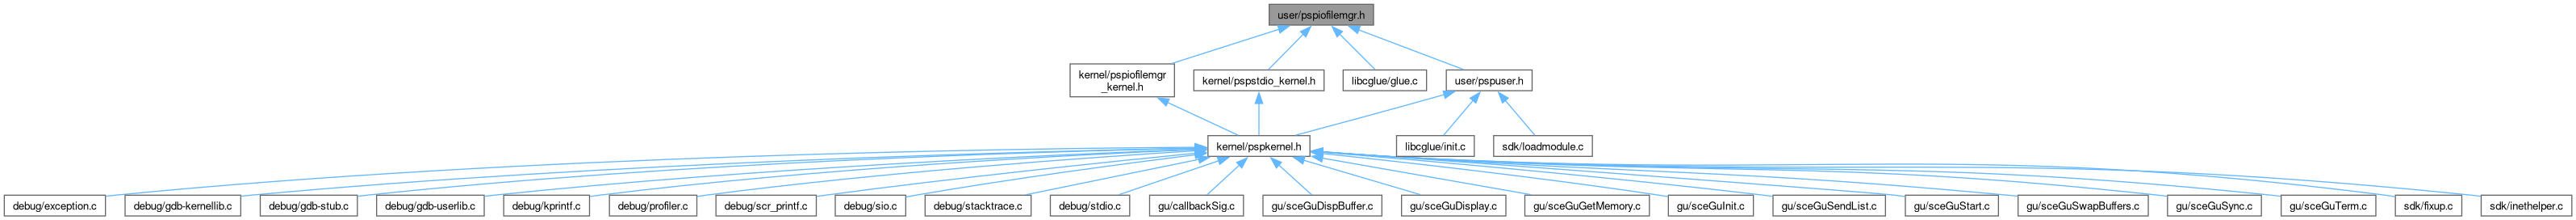 user/pspiofilemgr.h
kernel/pspiofilemgr
_kernel.h
kernel/pspstdio_kernel.h
libcglue/glue.c
user/pspuser.h
kernel/pspkernel.h
libcglue/init.c
sdk/loadmodule.c
debug/exception.c
debug/gdb-kernellib.c
debug/gdb-stub.c
debug/gdb-userlib.c
debug/kprintf.c
debug/profiler.c
debug/scr_printf.c
debug/sio.c
debug/stacktrace.c
debug/stdio.c
gu/callbackSig.c
gu/sceGuDispBuffer.c
gu/sceGuDisplay.c
gu/sceGuGetMemory.c
gu/sceGuInit.c
gu/sceGuSendList.c
gu/sceGuStart.c
gu/sceGuSwapBuffers.c
gu/sceGuSync.c
gu/sceGuTerm.c
sdk/fixup.c
sdk/inethelper.c